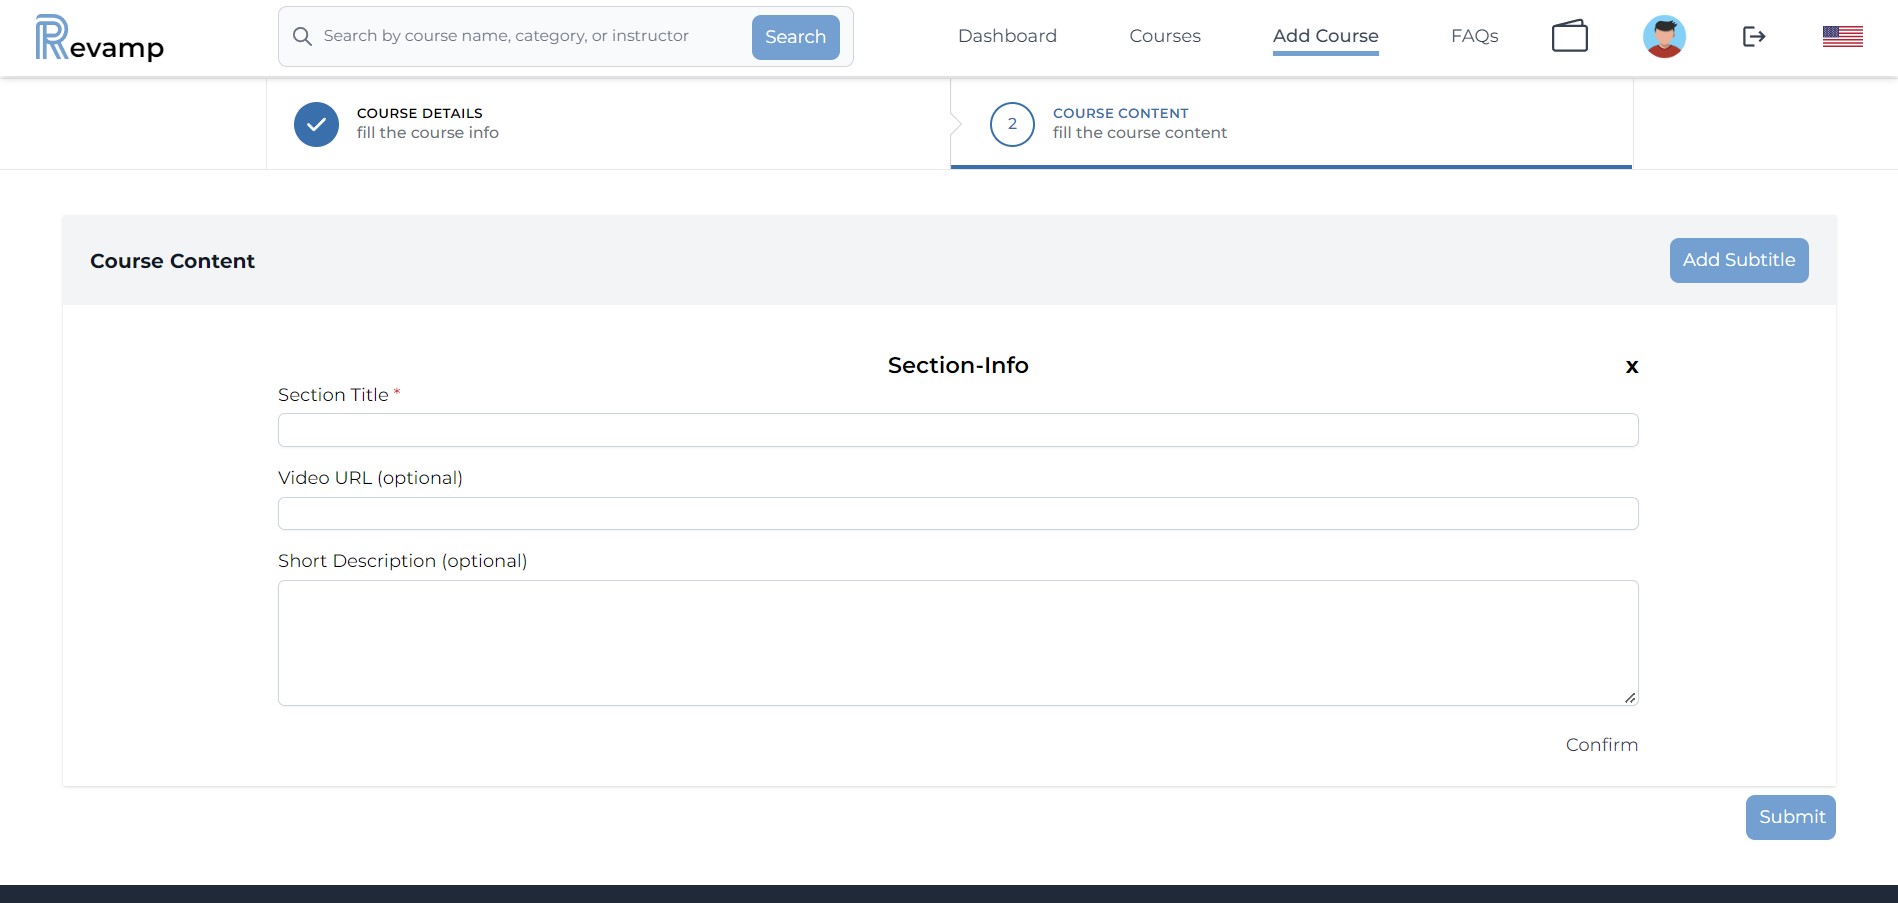 Revamp
Search by course name, category, or instructor
Search
Dashboard
Courses
Add Course
FAQs
COURSE DETAILS
fill the course info
2
COURSE CONTENT
fill the course content
Course Content
Add Subtitle
Section-Info
x
Section Title *
Video URL (optional)
Short Description (optional)
Confirm
Submit